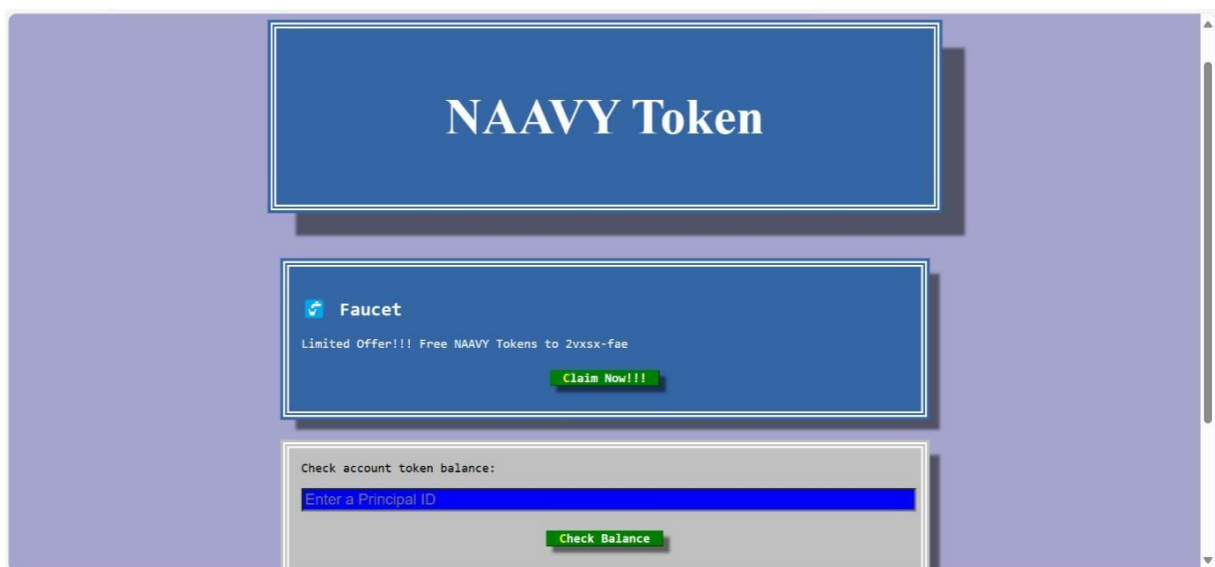 NAAVY Token
Faucet
Limited Offer!!! Free NAAVY Tokens to 2vxsx-fae
Claim Now!!!
Check account token balance:
Enter a Principal ID
Check Balance